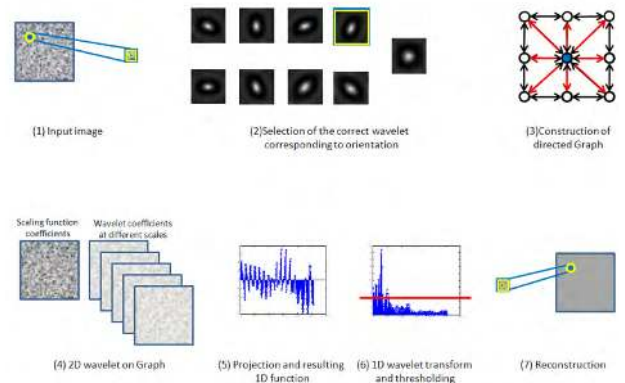 (1) Input image
(2)Selection of the correct wavelet
corresponding to orientation
(3)Construction of
directed Graph
Scaling function
coefficients
Wavelet coefficients
at different scales
(4) 2D wavelet on Graph
(5) Projection and resulting
1D function
(6) 1D wavelet transform
and thresholding
(7) Reconstruction